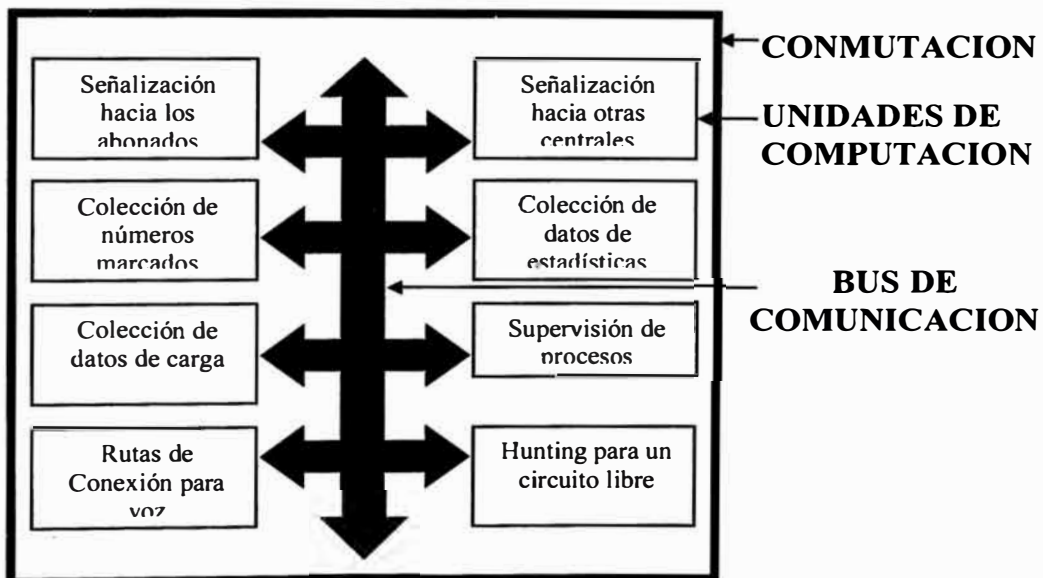 Señalización
hacia los
abonados
Señalización
hacia otras
centrales
Colección de
números
marcados
Colección de
datos de
estadísticas
Colección de
datos de carga
Supervisión de
procesos
Rutas de
Conexión para
voz
Hunting para un
circuito libre
CONMUTACION
UNIDADES DE
COMPUTACION
BUS DE
COMUNICACION